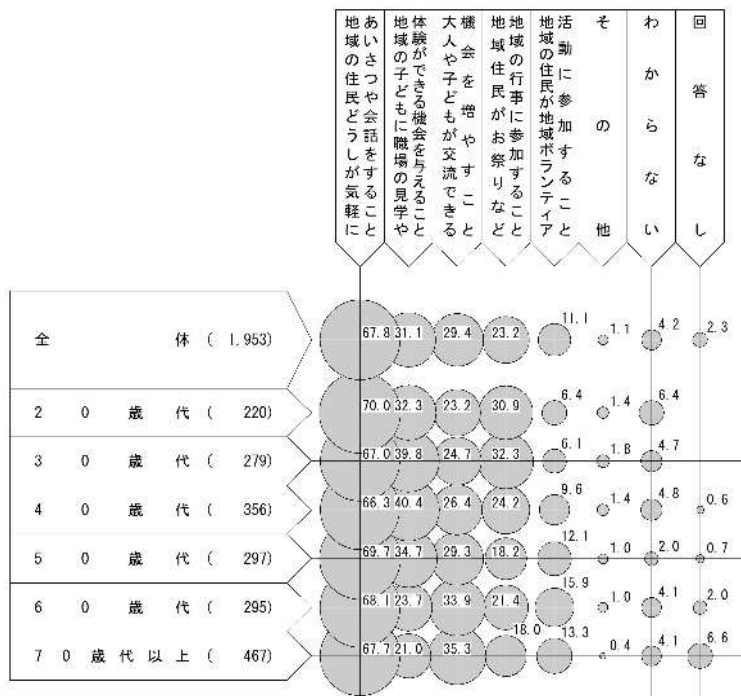 地域の住民どうしが気軽に
あいさつや会話をすること
地域の子どもに職場の見学や
体験ができる機会を与えること
大人や子どもが交流できる
機会を増やすこと
地域住民がお祭りなど
地域の行事に参加すること
地域の住民が地域ボランティア
活動に参加すること
その他
わからない
回答なし
全体 ( 1,953)
67.8 31.1 29.4 23.2 11.1 1.1 4.2 2.3
20歳代 ( 220)
70.0 32.3 23.2 30.9 6.4 1.4 6.4
30歳代 ( 279)
67.0 39.8 24.7 32.3 6.1 1.8 4.7
40歳代 ( 356)
66.3 40.4 26.4 24.2 9.6 1.4 4.8 0.6
50歳代 ( 297)
69.7 34.7 29.3 18.2 12.1 1.0 2.0 0.7
60歳代 ( 295)
68.1 23.7 33.9 21.4 15.9 1.0 4.1 2.0
70歳代以上 ( 467)
67.7 21.0 35.3 18.0 13.3 0.4 4.1 6.6